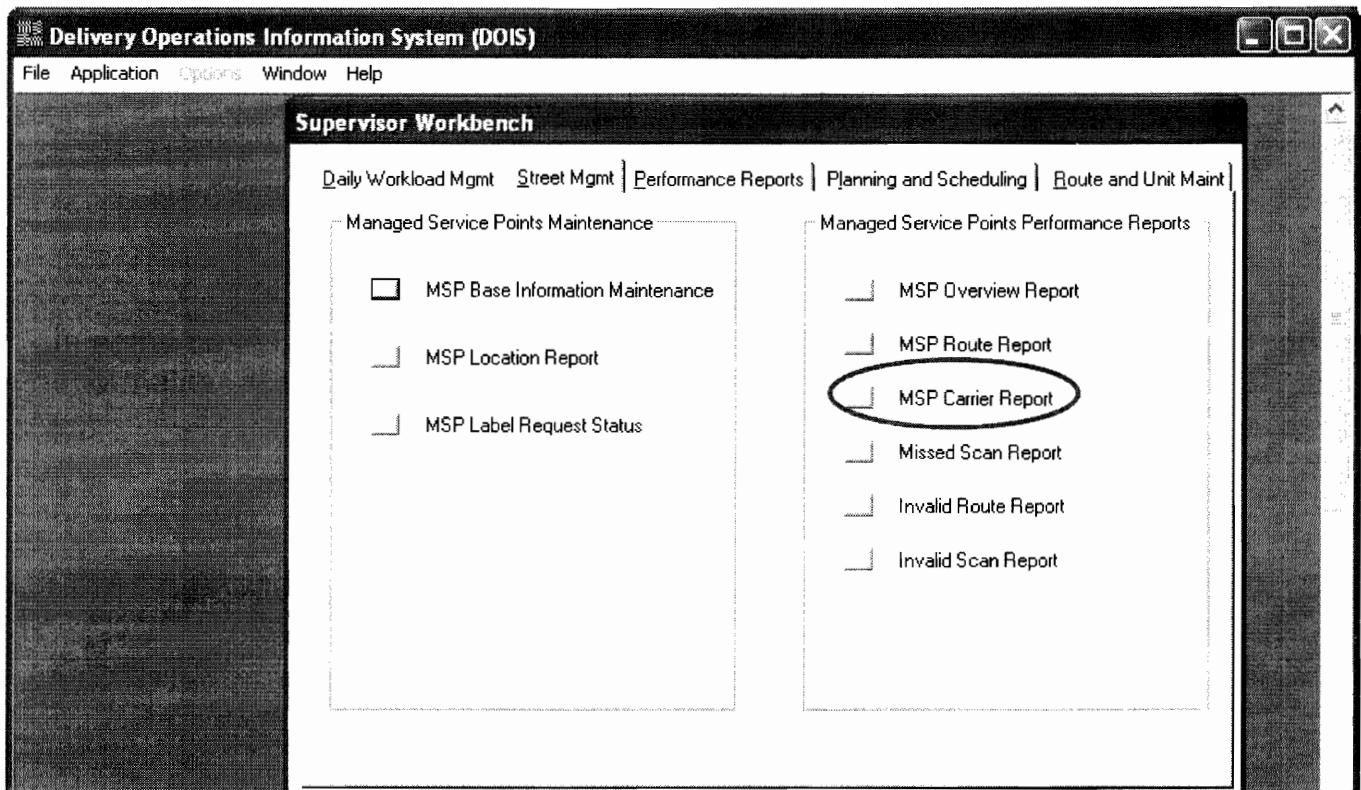 Delivery Operations Information System (DOIS)
File Application Options Window Help
Supervisor Workbench
Daily Workload Mgmt Street Mgmt Performance Reports Planning and Scheduling Route and Unit Maint
Managed Service Points Maintenance
MSP Base Information Maintenance
MSP Location Report
MSP Label Request Status
Managed Service Points Performance Reports
MSP Overview Report
MSP Route Report
MSP Carrier Report
Missed Scan Report
Invalid Route Report
Invalid Scan Report